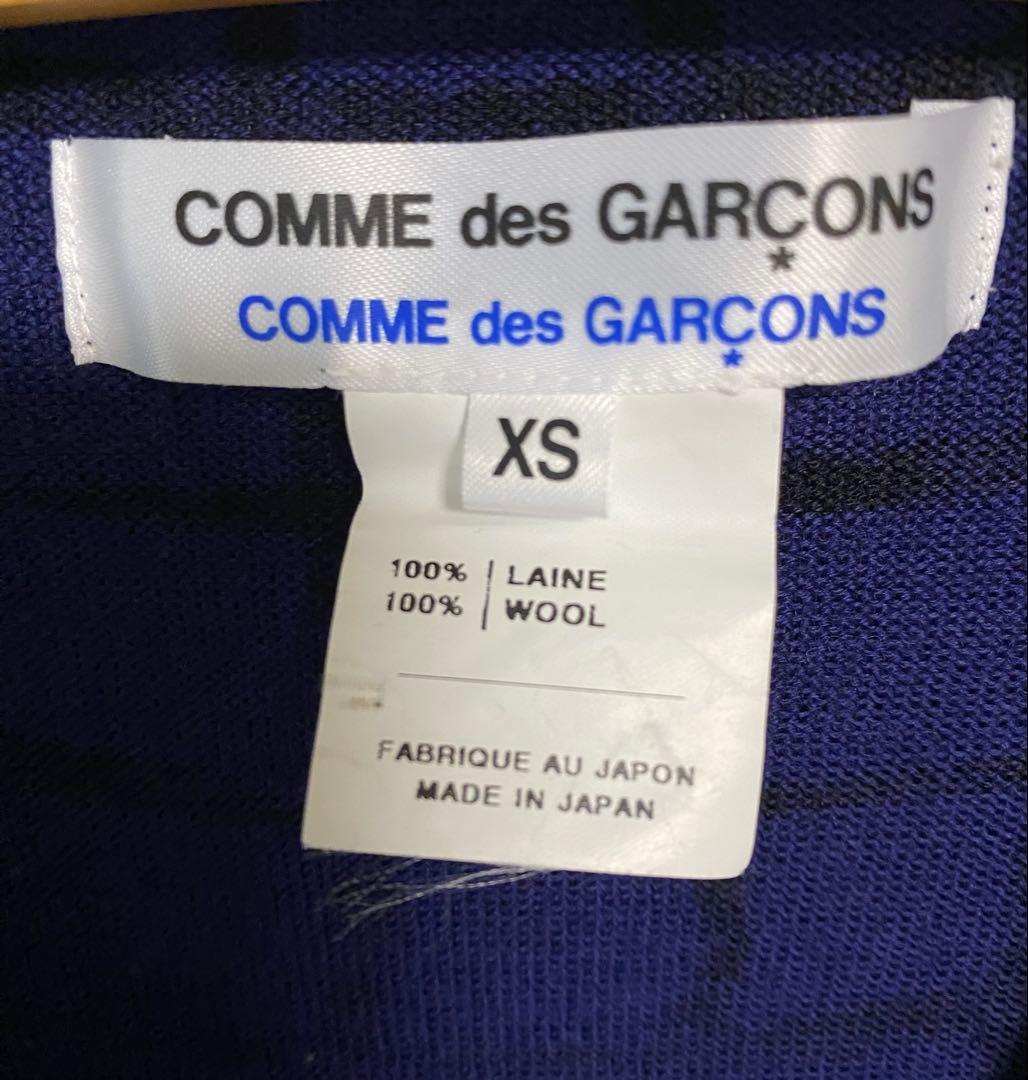 COMME des GARÇONS
COMME des GARÇONS
XS
100% | LAINE
100% | WOOL
FABRIQUE AU JAPON
MADE IN JAPAN